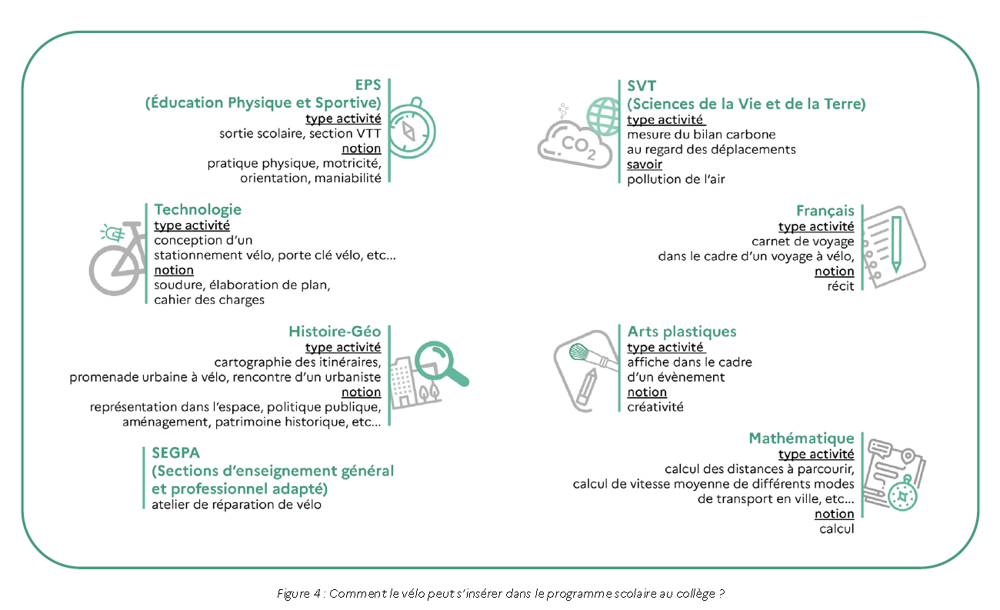 EPS
(Éducation Physique et Sportive)
type activité
sortie scolaire, section VTT
notion
pratique physique, motricité,
orientation, maniabilité
SVT
(Sciences de la Vie et de la Terre)
type activité
mesure du bilan carbone
au regard des déplacements
savoir
pollution de l'air
CO2
Technologie
type activité
conception d'un
stationnement vélo, porte clé vélo, etc...
notion
soudure, élaboration de plan,
cahier des charges
Français
type activité
carnet de voyage
dans le cadre d'un voyage à vélo,
notion
récit
Histoire-Géo
type activité
cartographie des itinéraires,
promenade urbaine à vélo, rencontre d'un urbaniste
notion
représentation dans l'espace, politique publique,
aménagement, patrimoine historique, etc...
Arts plastiques
type activité
affiche dans le cadre
d'un évènement
notion
créativité
SEGPA
(Sections d'enseignement général
et professionnel adapté)
atelier de réparation de vélo
Mathématique
type activité
calcul des distances à parcourir,
calcul de vitesse moyenne de différents modes
de transport en ville, etc...
notion
calcul
Figure 4 : Comment le vélo peut s'insérer dans le programme scolaire au collège ?